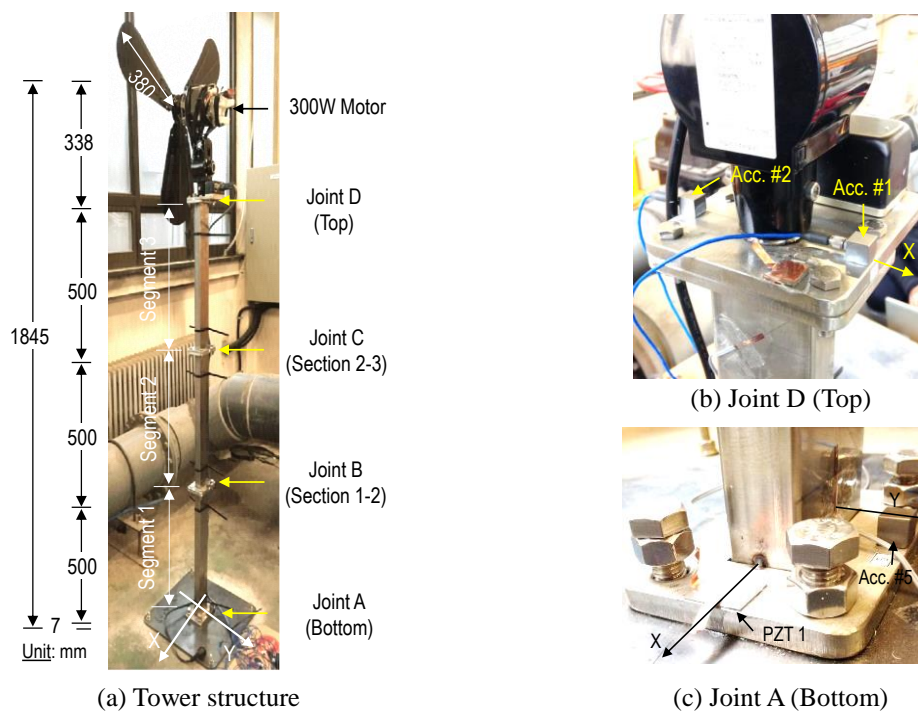 380
300W Motor
338
Joint D
(Top)
Segment 3
500
1845
Joint C
(Section 2-3)
Segment 2
500
Joint B
(Section 1-2)
Segment 1
500
Joint A
(Bottom)
7
X
Y
Unit: mm
(a) Tower structure
Acc. #2
Acc. #1
X
(b) Joint D (Top)
Y
Acc. #5
X
PZT 1
(c) Joint A (Bottom)